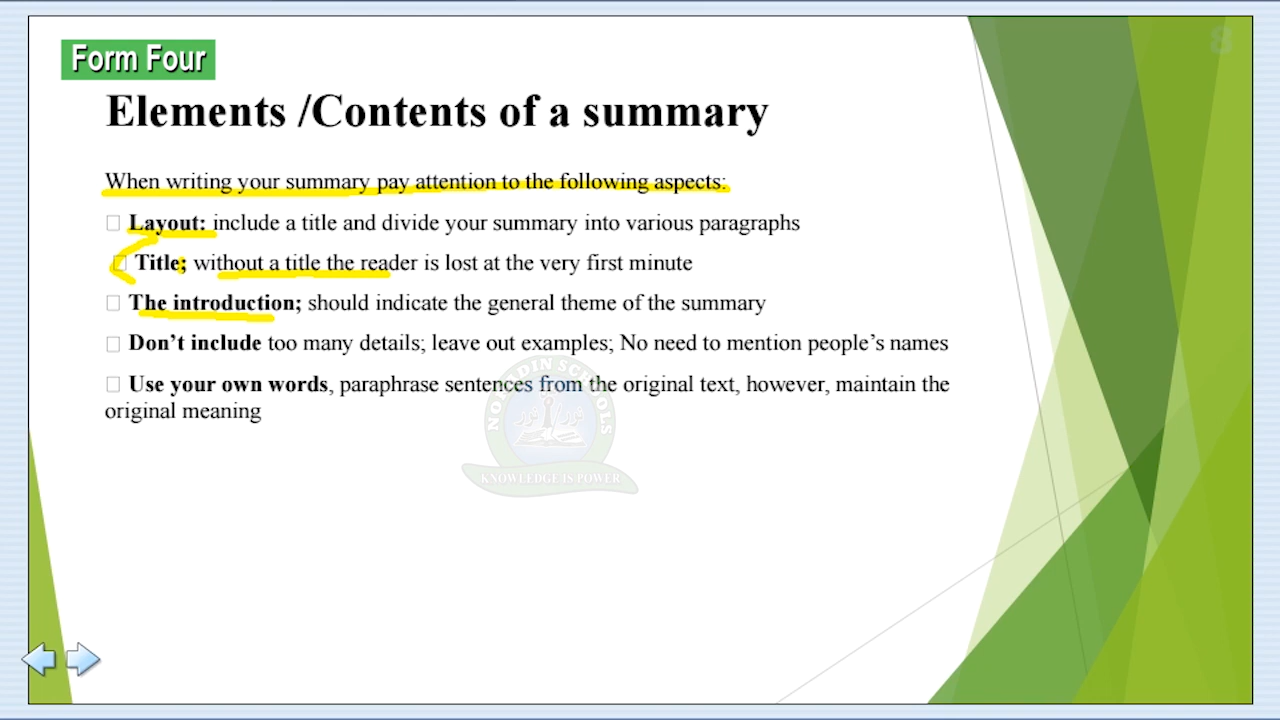 8
Form Four
Elements /Contents of a summary
When writing your summary pay attention to the following aspects:
Layout: include a title and divide your summary into various paragraphs
Title; without a title the reader is lost at the very first minute
The introduction; should indicate the general theme of the summary
Don’t include too many details; leave out examples; No need to mention people’s names
Use your own words, paraphrase sentences from the original text, however, maintain the
original meaning
SCHOOLS
KNOWLEDGE IS POWER